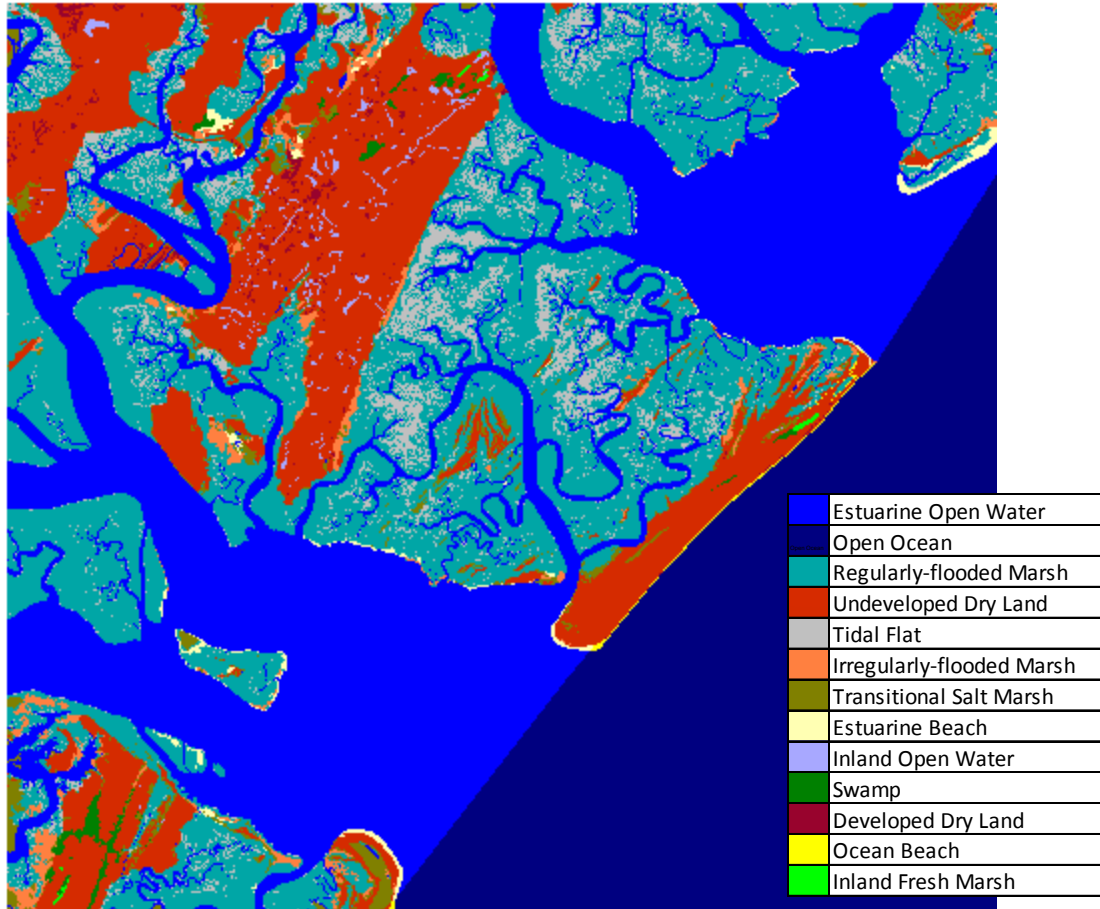 Estuarine Open Water
Open Ocean
Regularly-flooded Marsh
Undeveloped Dry Land
Tidal Flat
Irregularly-flooded Marsh
Transitional Salt Marsh
Estuarine Beach
Inland Open Water
Swamp
Developed Dry Land
Ocean Beach
Inland Fresh Marsh